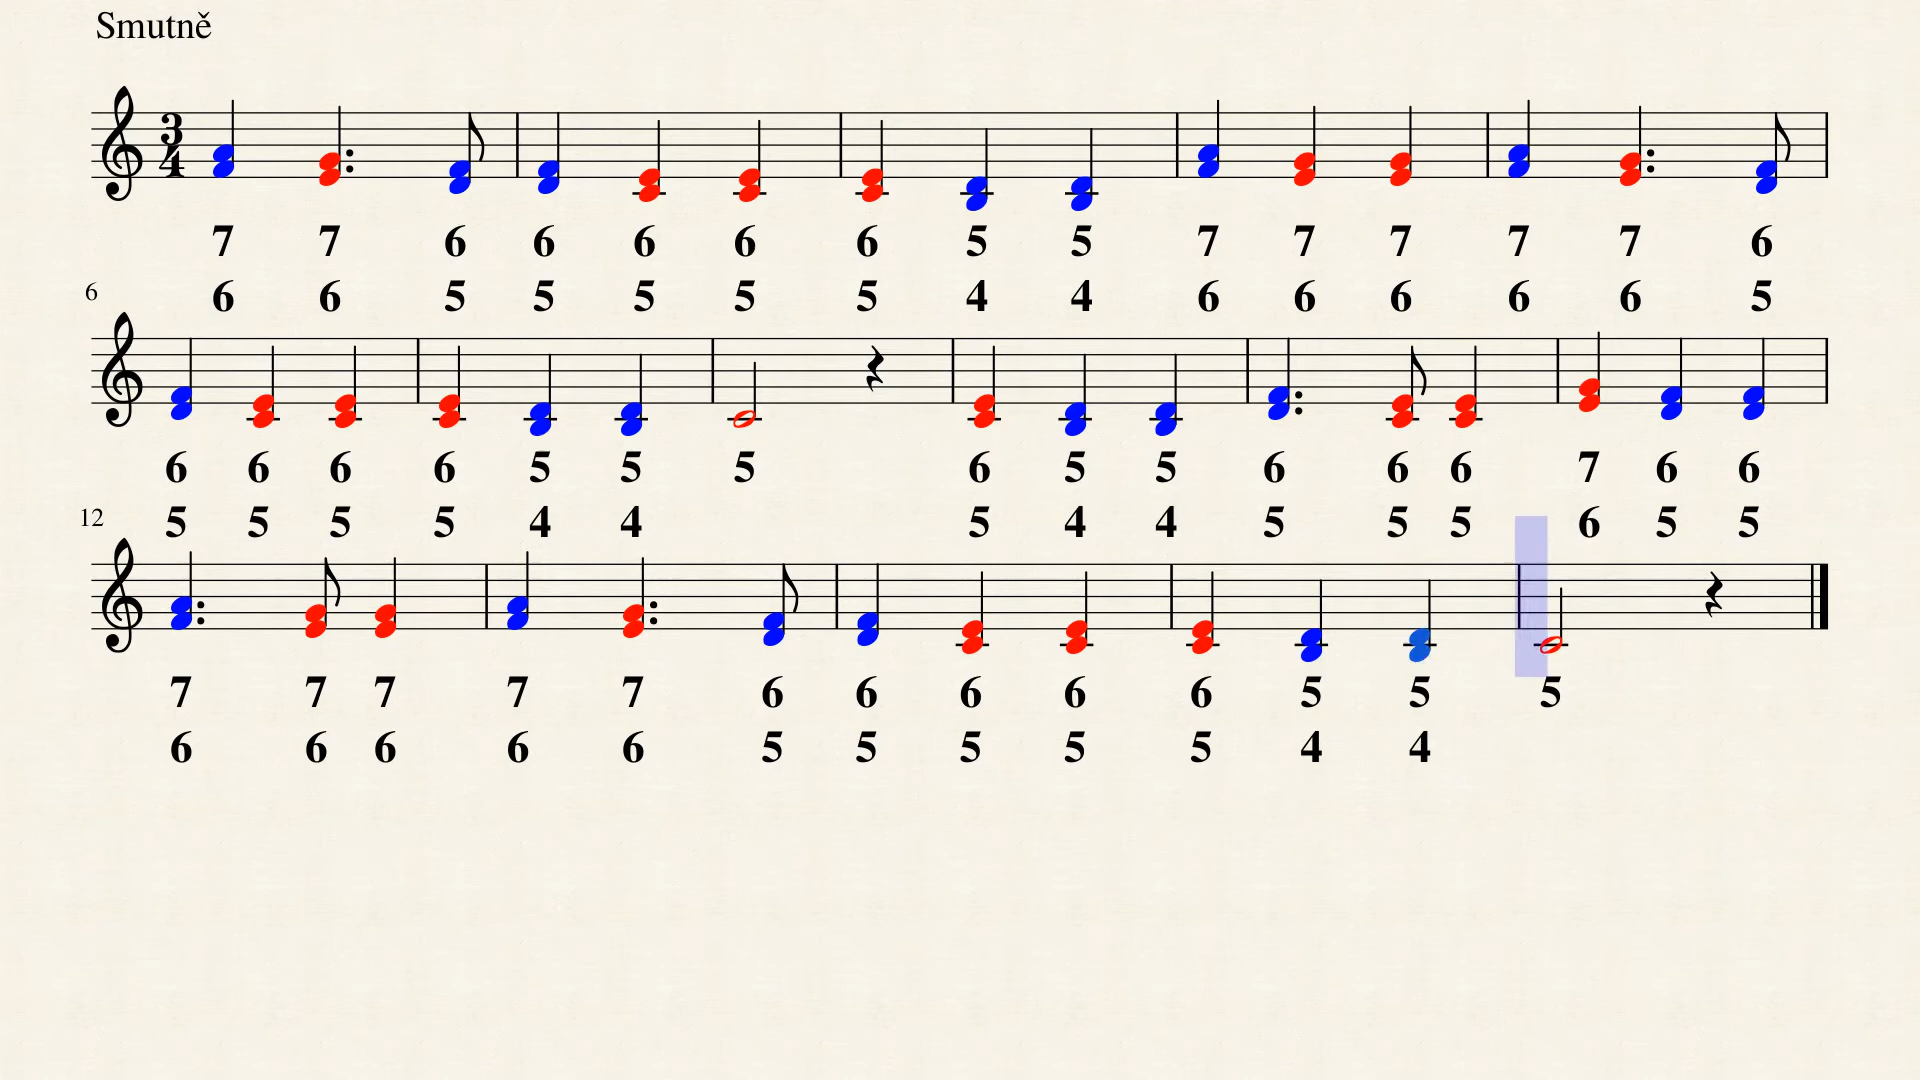 Smutně
3
4
7 7 6 6 6 6 6 5 5 7 7 7 7 7 6
6 6 5 5 5 5 5 4 4 6 6 6 6 6 5
6
6 6 6 6 5 5 5 6 5 5 6 6 6 7 6 6
5 5 5 5 4 4 5 4 4 5 5 5 6 5 5
12
7 7 7 7 7 6 6 6 6 6 5 5 5
6 6 6 6 6 5 5 5 5 5 4 4